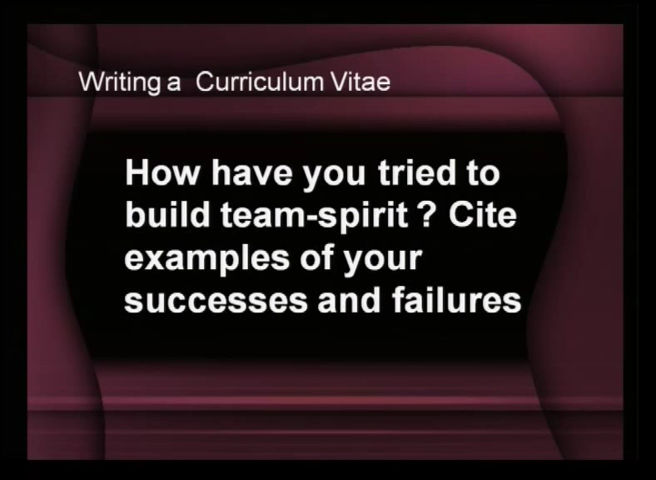 Writing a Curriculum Vitae
How have you tried to
build team-spirit ? Cite
examples of your
successes and failures